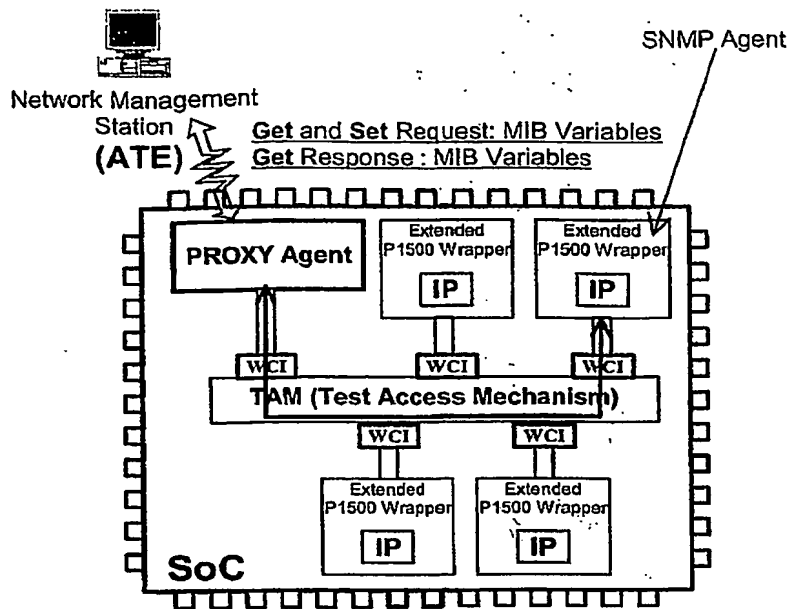 SNMP Agent
Network Management
Station
(ATE)
Get and Set Request: MIB Variables
Get Response : MIB Variables
PROXY Agent
Extended
P1500 Wrapper
IP
Extended
P1500 Wrapper
IP
WCI
WCI
WCI
TAM (Test Access Mechanism)
WCI
WCI
Extended
P1500 Wrapper
IP
Extended
P1500 Wrapper
IP
SoC